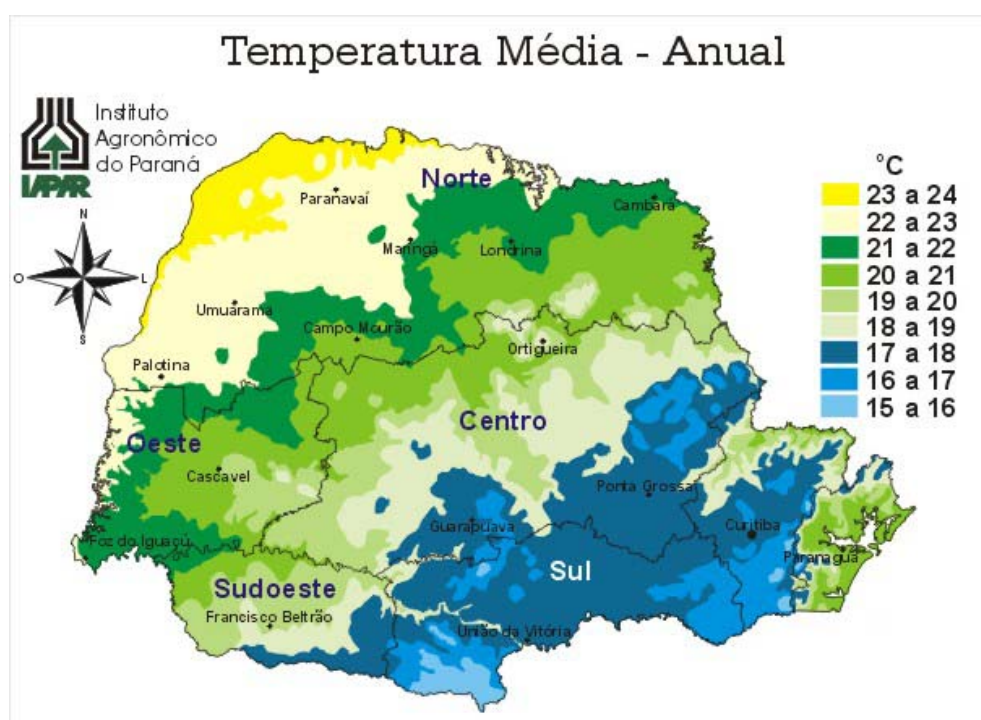 Temperatura Média - Anual
Instituto
Agronômico
do Paraná
IAPAR
N
O
L
S
°C
23 a 24
22 a 23
21 a 22
20 a 21
19 a 20
18 a 19
17 a 18
16 a 17
15 a 16
Norte
Paranavaí
Cambará
Maringá
Londrina
Umuarama
Campo Mourão
Ortigueira
Palotina
Centro
Oeste
Cascavel
Ponta Grossa
Guarapuava
Curitiba
Foz do Iguaçú
Paranaguá
Sul
Sudoeste
Francisco Beltrão
União da Vitória